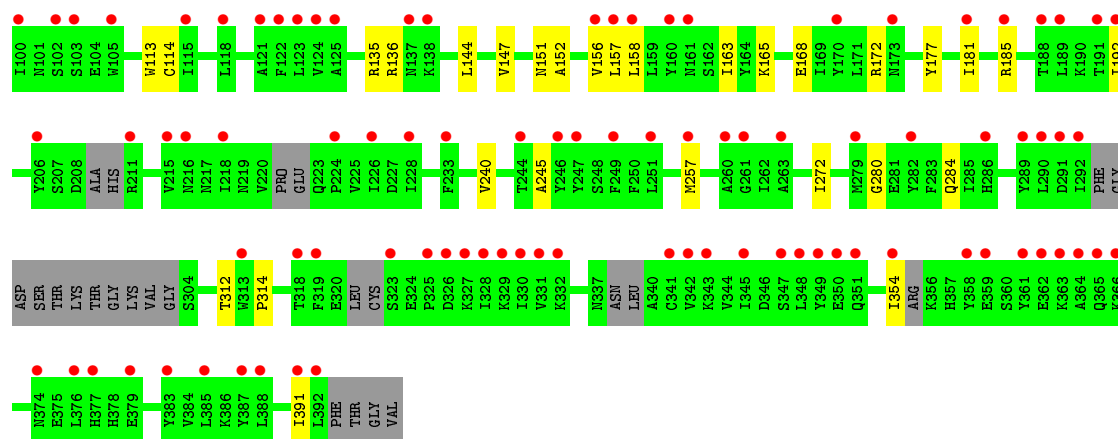 I100 N101 S102 S103 E104 W105 W113 C114 I115 L118 A121 F122 L123 V124 A125 R135 R136 N137 K138 L144 V147 N151 A152 V156 L157 L158 L159 Y160 N161 S162 I163 Y164 K165 E168 I169 Y170 L171 R172 N173 Y177 I181 R185 T188 L189 K190 T191
Y206 S207 D208 ALA HIS R211 V215 N216 N217 I218 N219 V220 PRO GLU Q223 P224 V225 I226 D227 I228 F233 V240 T244 A245 Y246 Y247 S248 F249 F250 L251 M257 A260 G261 I262 A263 I272 M279 G280 E281 Y282 F283 Q284 I285 H286 Y289 L290 D291 I292 PHE GLY
ASP SER THR LYS THR GLY LYS VAL GLY S304 T312 W313 P314 T318 F319 E320 LEU CYS S323 E324 P325 D326 K327 I328 K329 I330 V331 K332 N337 ASN LEU A340 C341 V342 K343 V344 I345 D346 S347 L348 Y349 E350 Q351 I354 ARG K356 H357 Y358 E359 S360 Y361 E362 K363 A364 Q365
N374 E375 L376 H377 H378 E379 Y383 V384 L385 K386 Y387 L388 I391 L392 PHE THR GLY VAL